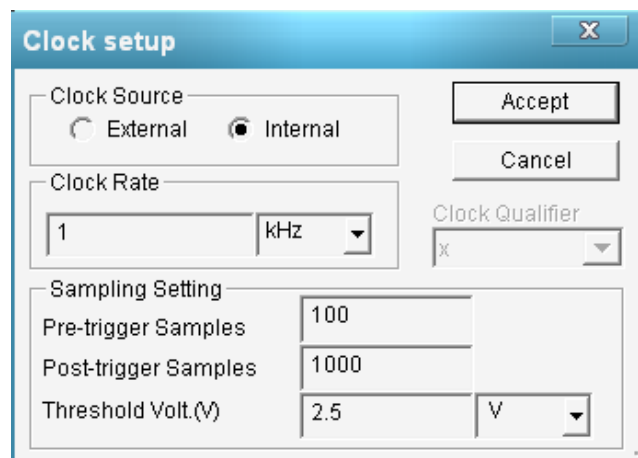 Clock setup
Clock Source
External
Internal
Accept
Cancel
Clock Rate
1
kHz
Clock Qualifier
x
Sampling Setting
Pre-trigger Samples
100
Post-trigger Samples
1000
Threshold Volt.(V)
2.5
V